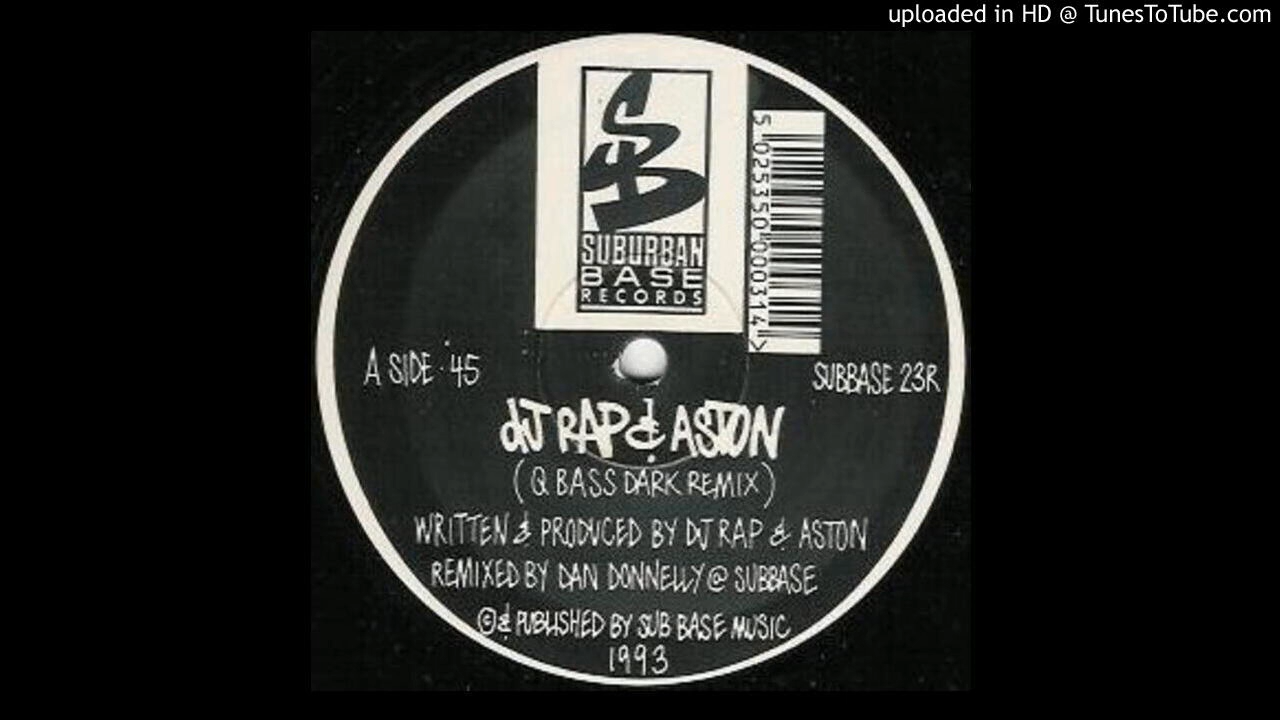 uploaded in HD @ TunesToTube.com
SUBURBAN
BASE
RECORDS
5 025350 000314 >
A SIDE · 45
SUBBASE 23R
DJ RAP & ASTON
(Q BASS DARK REMIX)
WRITTEN & PRODUCED BY DJ RAP & ASTON
REMIXED BY DAN DONNELLY @ SUBBASE
©& PUBLISHED BY SUB BASE MUSIC
1993